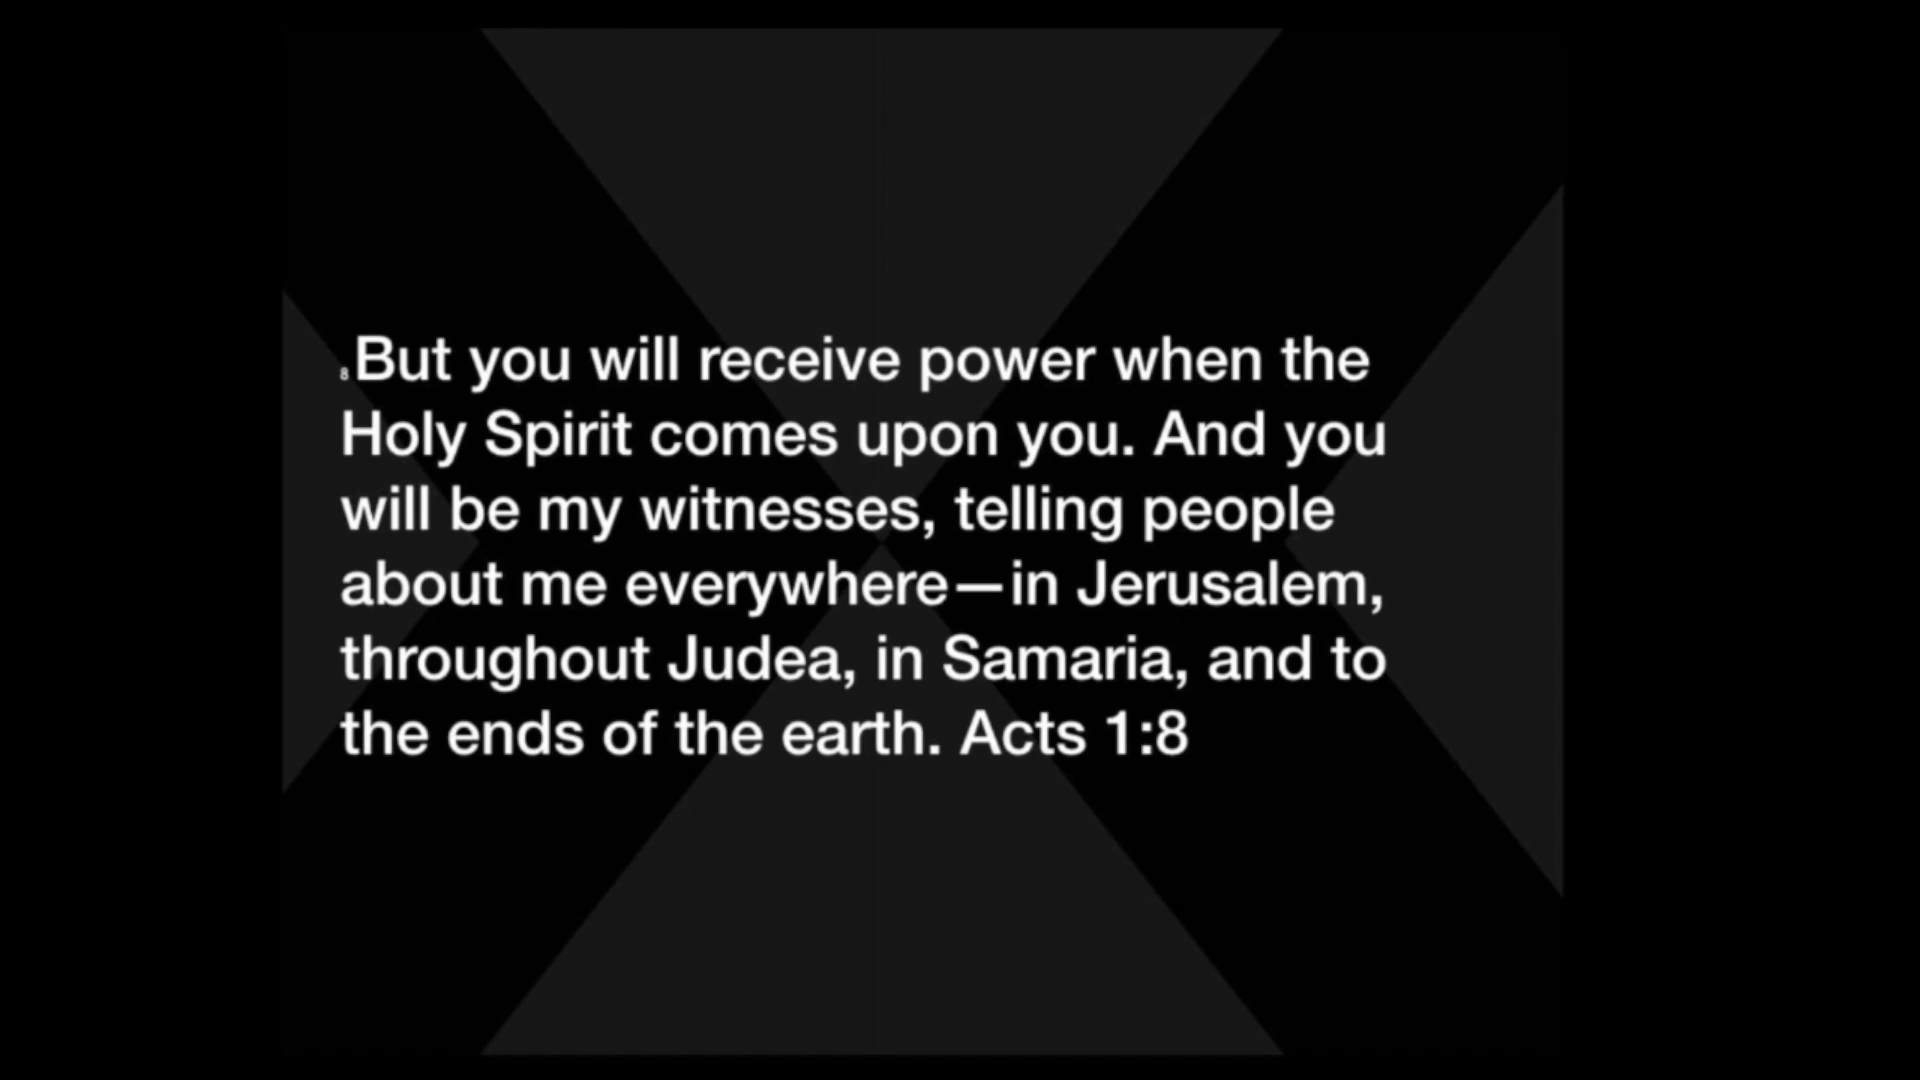 8 But you will receive power when the
Holy Spirit comes upon you. And you
will be my witnesses, telling people
about me everywhere—in Jerusalem,
throughout Judea, in Samaria, and to
the ends of the earth. Acts 1:8